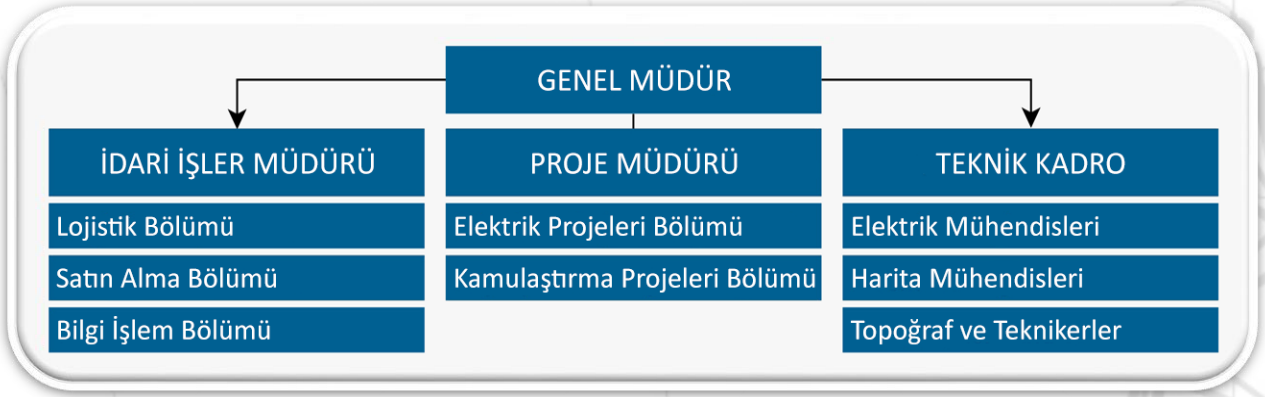 GENEL MÜDÜR
İDARİ İŞLER MÜDÜRÜ
Lojistik Bölümü
Satın Alma Bölümü
Bilgi İşlem Bölümü
PROJE MÜDÜRÜ
Elektrik Projeleri Bölümü
Kamulaştırma Projeleri Bölümü
TEKNİK KADRO
Elektrik Mühendisleri
Harita Mühendisleri
Topoğraf ve Teknikerler